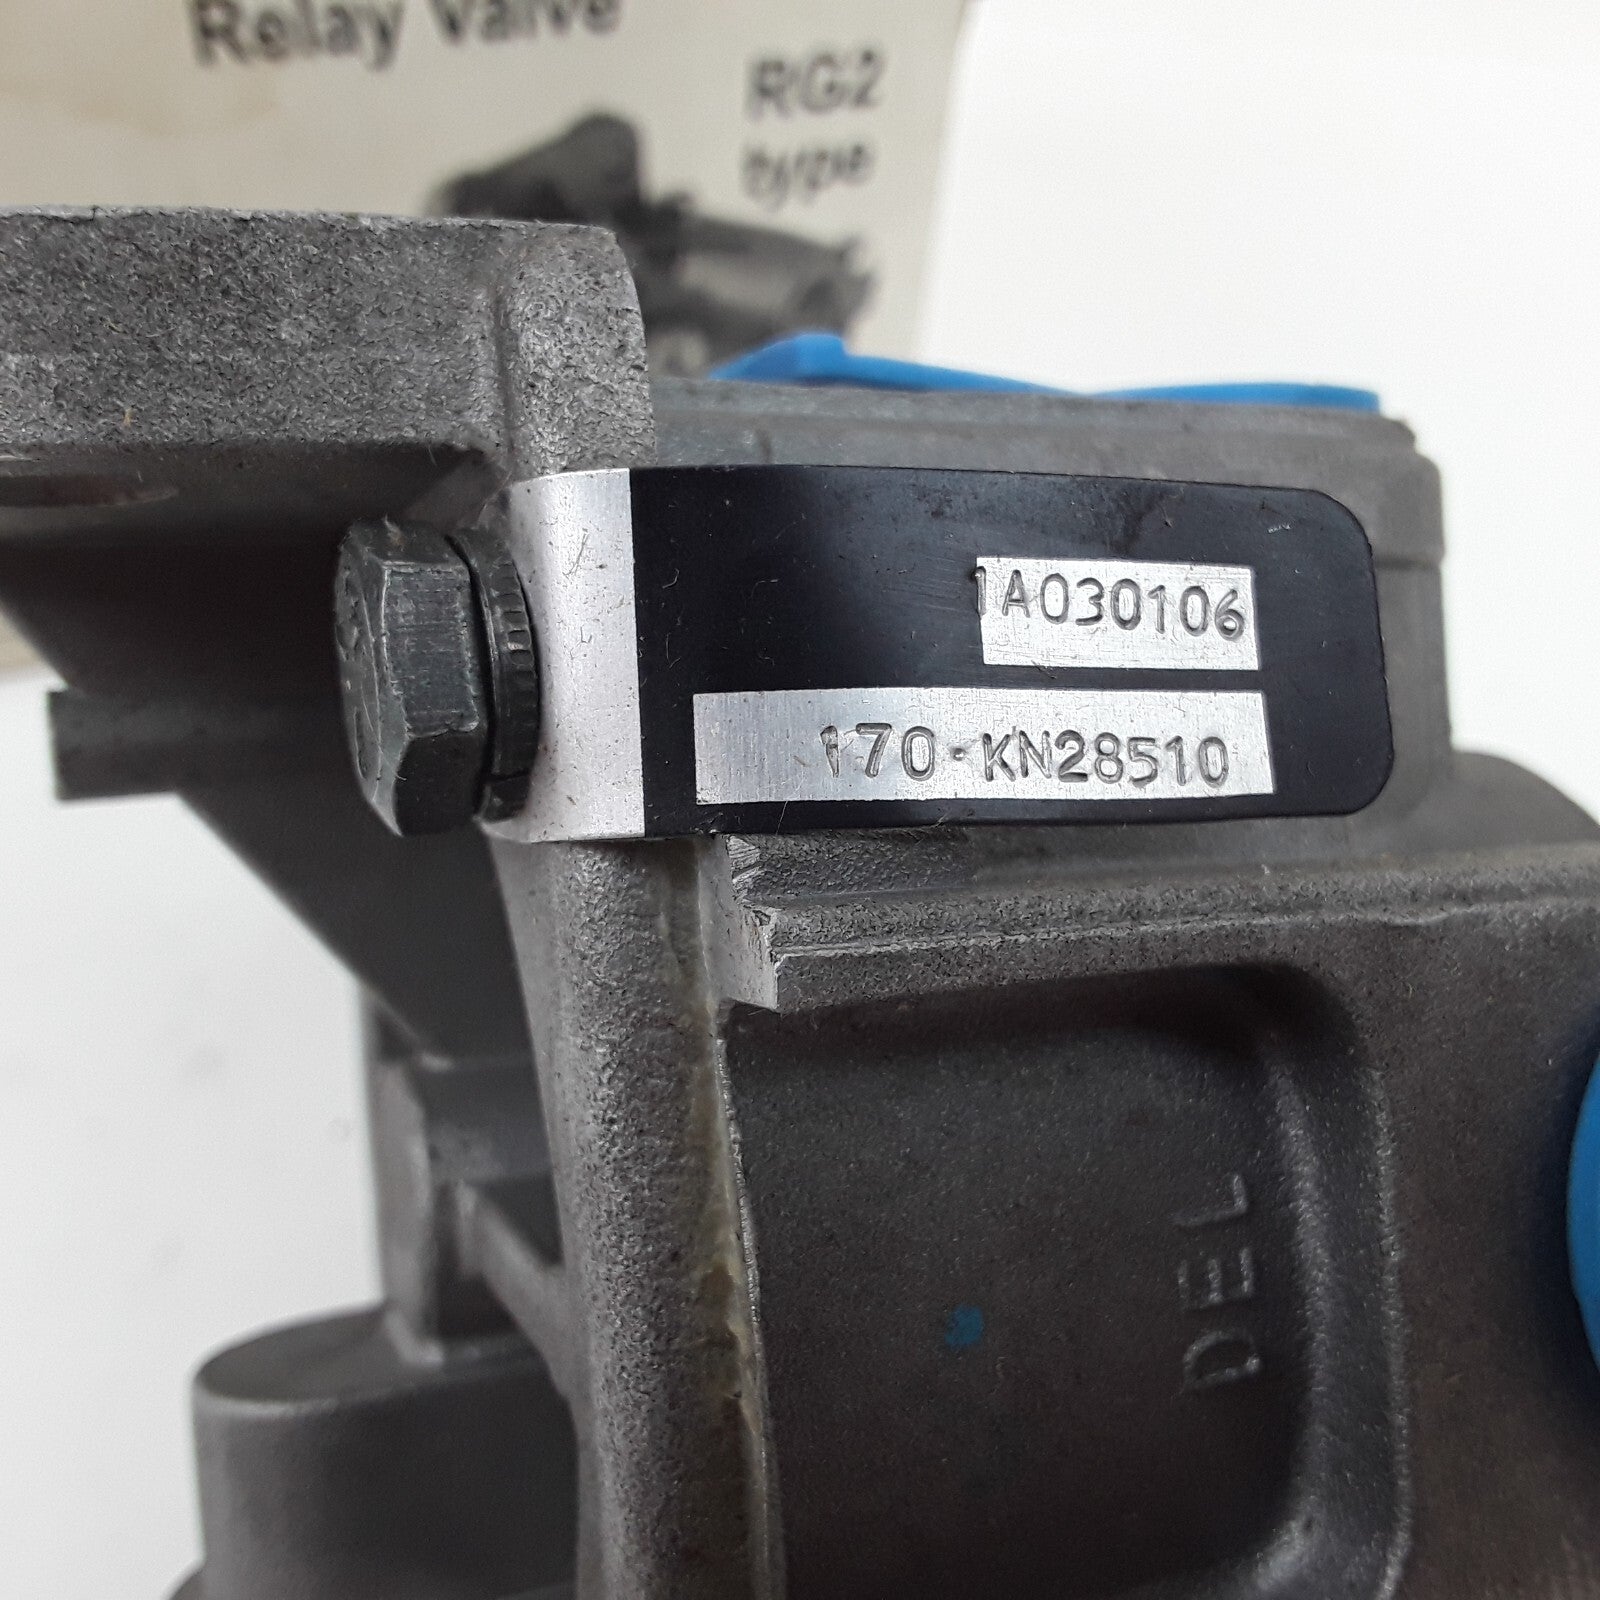 Relay Valve
RG2
type
1A030106
170-KN28510
DEL